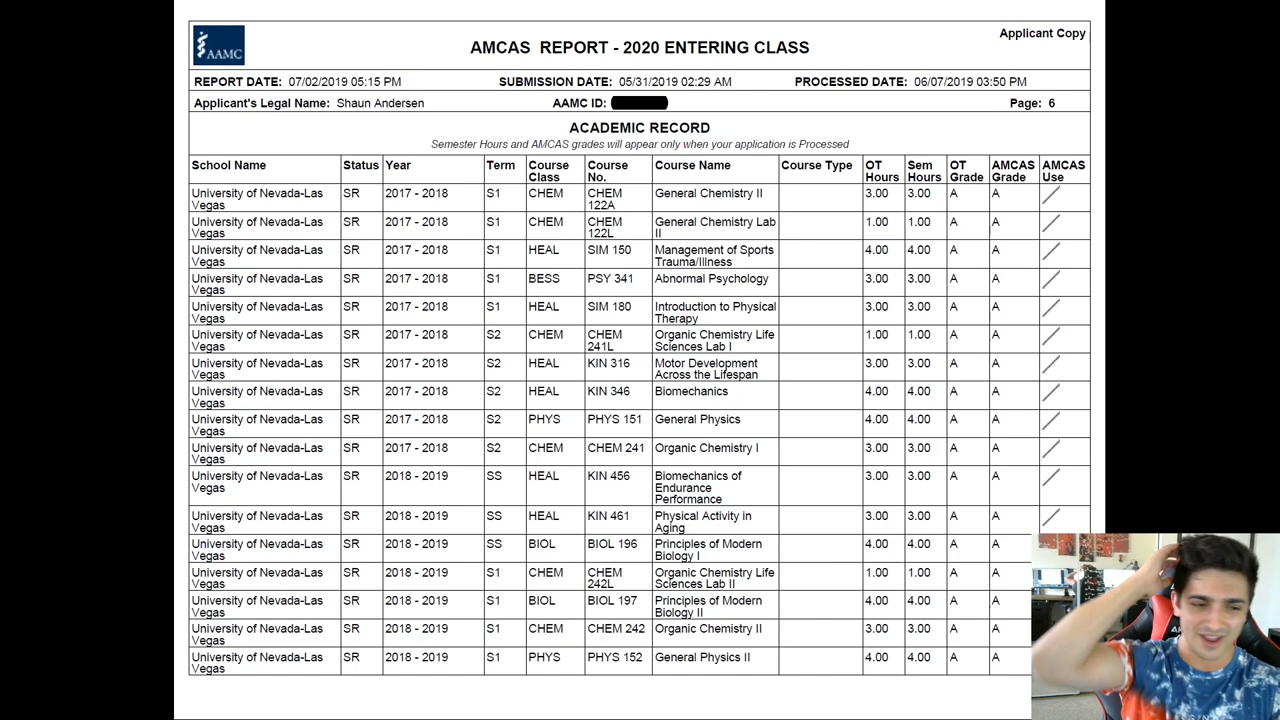 AAMC
AMCAS REPORT - 2020 ENTERING CLASS
Applicant Copy
REPORT DATE: 07/02/2019 05:15 PM SUBMISSION DATE: 05/31/2019 02:29 AM PROCESSED DATE: 06/07/2019 03:50 PM
Applicant's Legal Name: Shaun Andersen AAMC ID: Page: 6
ACADEMIC RECORD
Semester Hours and AMCAS grades will appear only when your application is Processed
School Name Status Year Term Course Course Course Name Course Type OT Sem OT AMCAS AMCAS
Class No. Hours Hours Grade Grade Use
University of Nevada-Las SR 2017 - 2018 S1 CHEM CHEM General Chemistry II 3.00 3.00 A A
Vegas 122A
University of Nevada-Las SR 2017 - 2018 S1 CHEM CHEM General Chemistry Lab 1.00 1.00 A A
Vegas 122L II
University of Nevada-Las SR 2017 - 2018 S1 HEAL SIM 150 Management of Sports 4.00 4.00 A A
Vegas Trauma/Illness
University of Nevada-Las SR 2017 - 2018 S1 BESS PSY 341 Abnormal Psychology 3.00 3.00 A A
Vegas
University of Nevada-Las SR 2017 - 2018 S1 HEAL SIM 180 Introduction to Physical 3.00 3.00 A A
Vegas Therapy
University of Nevada-Las SR 2017 - 2018 S2 CHEM CHEM Organic Chemistry Life 1.00 1.00 A A
Vegas 241L Sciences Lab I
University of Nevada-Las SR 2017 - 2018 S2 HEAL KIN 316 Motor Development 3.00 3.00 A A
Vegas Across the Lifespan
University of Nevada-Las SR 2017 - 2018 S2 HEAL KIN 346 Biomechanics 4.00 4.00 A A
Vegas
University of Nevada-Las SR 2017 - 2018 S2 PHYS PHYS 151 General Physics 4.00 4.00 A A
Vegas
University of Nevada-Las SR 2017 - 2018 S2 CHEM CHEM 241 Organic Chemistry I 3.00 3.00 A A
Vegas
University of Nevada-Las SR 2018 - 2019 SS HEAL KIN 456 Biomechanics of 3.00 3.00 A A
Vegas Endurance
Performance
University of Nevada-Las SR 2018 - 2019 SS HEAL KIN 461 Physical Activity in 3.00 3.00 A A
Vegas Aging
University of Nevada-Las SR 2018 - 2019 SS BIOL BIOL 196 Principles of Modern 4.00 4.00 A A
Vegas Biology I
University of Nevada-Las SR 2018 - 2019 S1 CHEM CHEM Organic Chemistry Life 1.00 1.00 A A
Vegas 242L Sciences Lab II
University of Nevada-Las SR 2018 - 2019 S1 BIOL BIOL 197 Principles of Modern 4.00 4.00 A A
Vegas Biology II
University of Nevada-Las SR 2018 - 2019 S1 CHEM CHEM 242 Organic Chemistry II 3.00 3.00 A A
Vegas
University of Nevada-Las SR 2018 - 2019 S1 PHYS PHYS 152 General Physics II 4.00 4.00 A A
Vegas